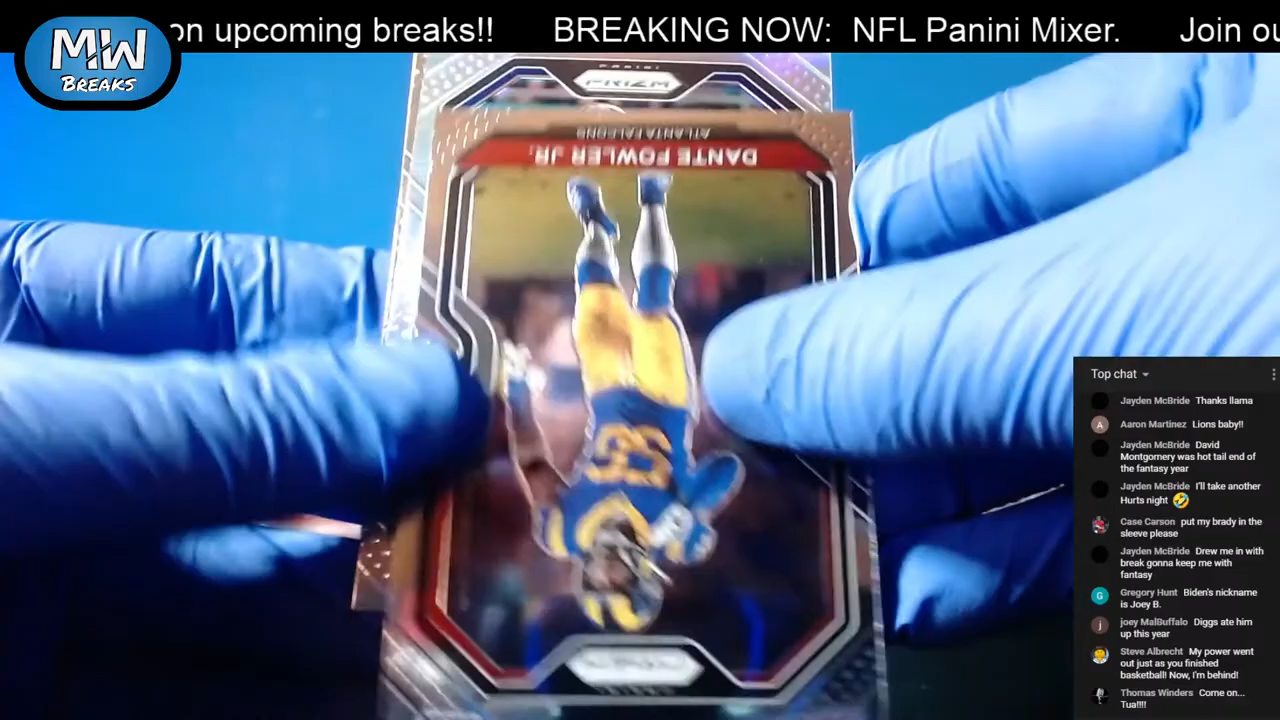 on upcoming breaks!! BREAKING NOW: NFL Panini Mixer. Join ou
MW
BREAKS
PRIZM
ATLANTA FALCONS
DANTE FOWLER JR.
56
Top chat
Jayden McBride Thanks llama
A Aaron Martinez Lions baby!!
Jayden McBride David
Montgomery was hot tail end of
the fantasy year
Jayden McBride I'll take another
Hurts night 🤣
Case Carson put my brady in the
sleeve please
Jayden McBride Drew me in with
break gonna keep me with
fantasy
G Gregory Hunt Biden's nickname
is Joey B.
j joey MalBuffalo Diggs ate him
up this year
Steve Albrecht My power went
out just as you finished
basketball! Now, I'm behind!
Thomas Winders Come on...
Tua!!!!